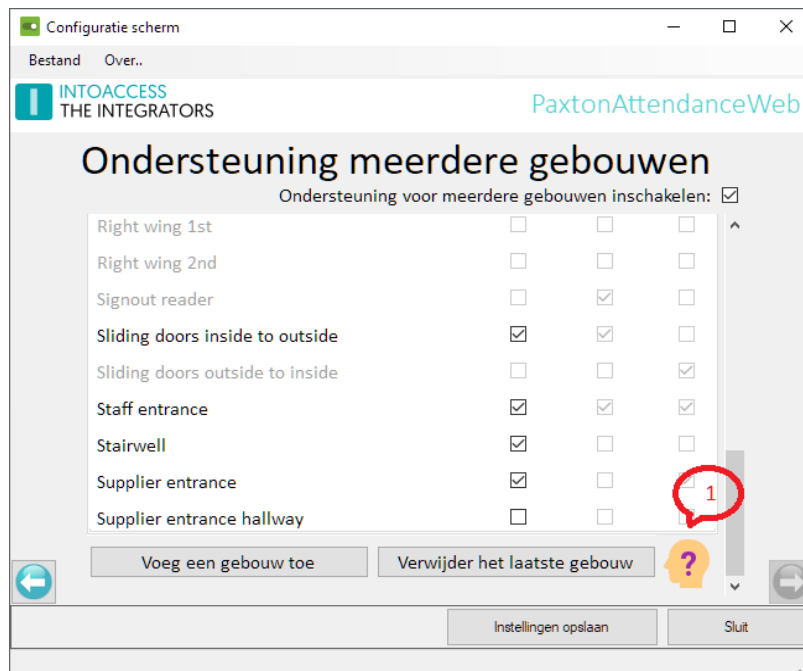 Configuratie scherm
Bestand Over..
INTOACCESS
THE INTEGRATORS
PaxtonAttendanceWeb
Ondersteuning meerdere gebouwen
Ondersteuning voor meerdere gebouwen inschakelen:
Right wing 1st
Right wing 2nd
Signout reader
Sliding doors inside to outside
Sliding doors outside to inside
Staff entrance
Stairwell
Supplier entrance
1
Supplier entrance hallway
Voeg een gebouw toe
Verwijder het laatste gebouw
?
Instellingen opslaan
Sluit